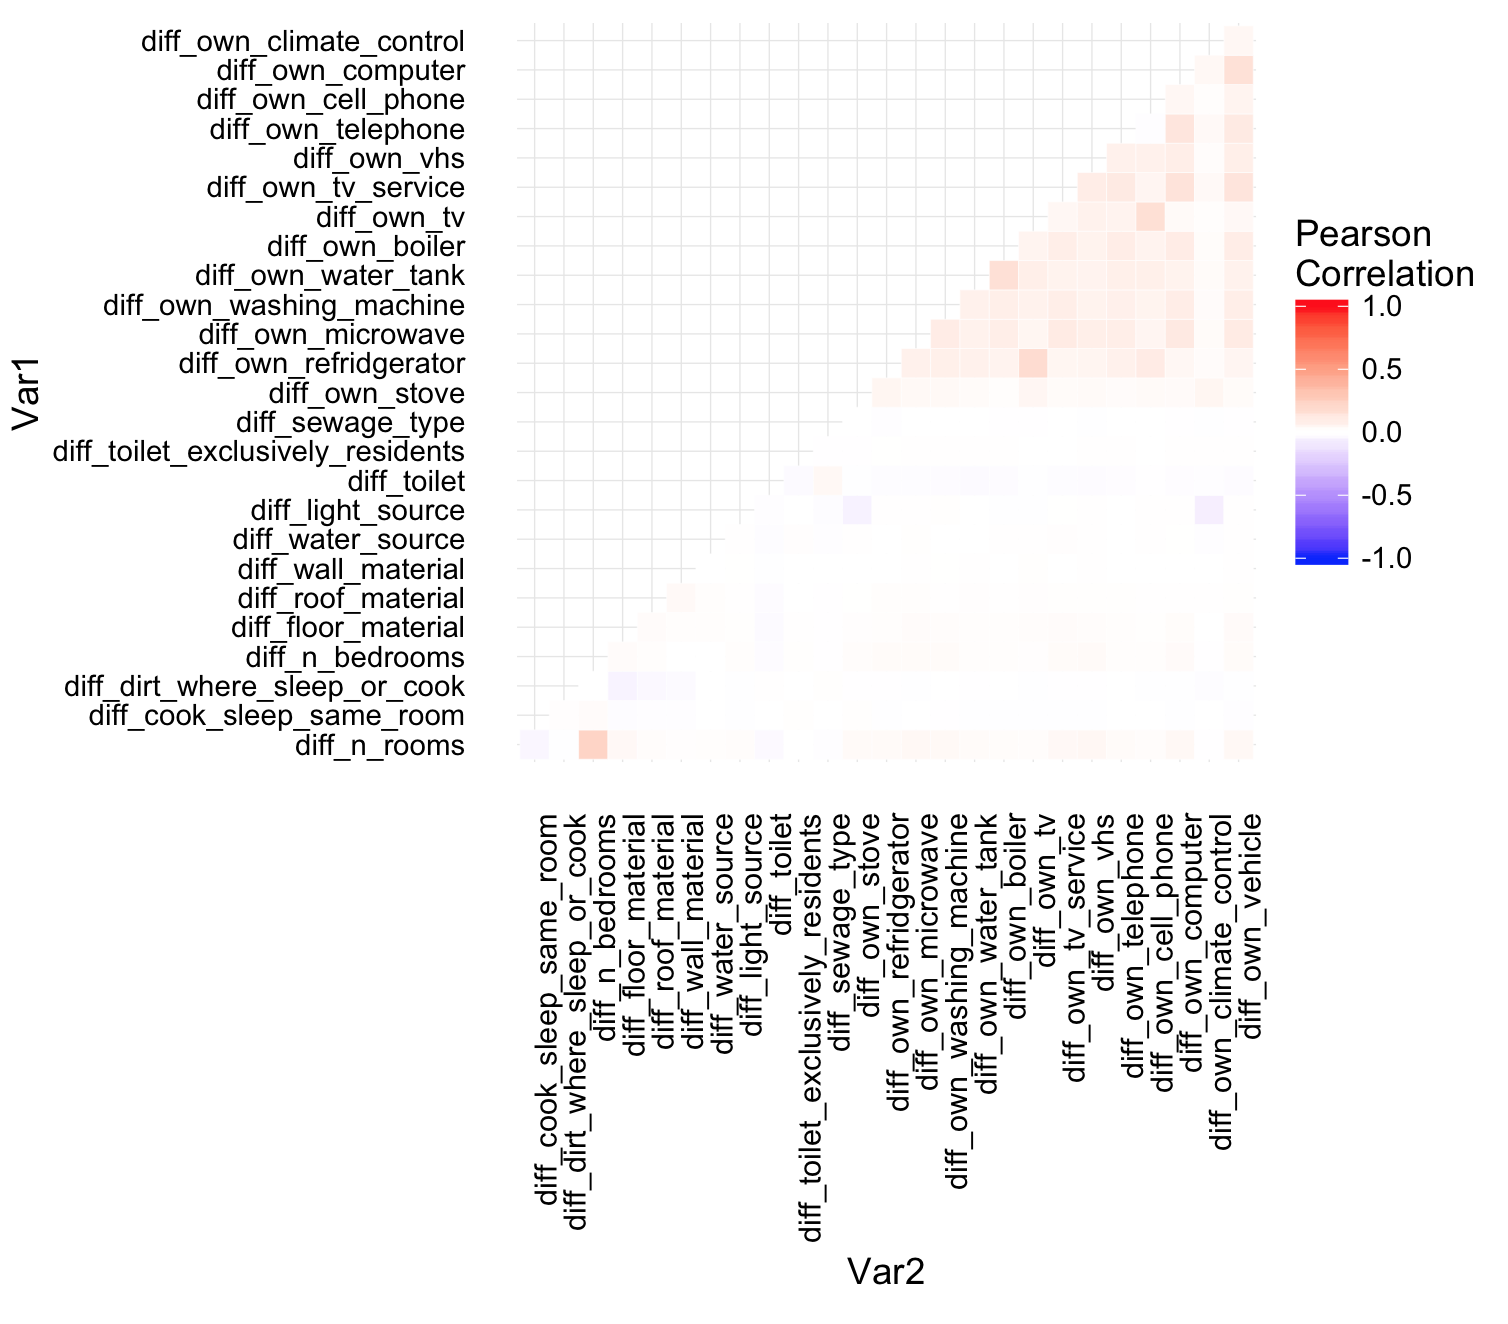 diff_own_climate_control
diff_own_computer
diff_own_cell_phone
diff_own_telephone
diff_own_vhs
diff_own_tv_service
diff_own_tv
diff_own_boiler
diff_own_water_tank
diff_own_washing_machine
diff_own_microwave
diff_own_refridgerator
diff_own_stove
diff_sewage_type
diff_toilet_exclusively_residents
diff_toilet
diff_light_source
diff_water_source
diff_wall_material
diff_roof_material
diff_floor_material
diff_n_bedrooms
diff_dirt_where_sleep_or_cook
diff_cook_sleep_same_room
diff_n_rooms
Var1
diff_cook_sleep_same_room
diff_dirt_where_sleep_or_cook
diff_n_bedrooms
diff_floor_material
diff_roof_material
diff_wall_material
diff_water_source
diff_light_source
diff_toilet
diff_toilet_exclusively_residents
diff_sewage_type
diff_own_stove
diff_own_refridgerator
diff_own_microwave
diff_own_washing_machine
diff_own_water_tank
diff_own_boiler
diff_own_tv
diff_own_tv_service
diff_own_vhs
diff_own_telephone
diff_own_cell_phone
diff_own_computer
diff_own_climate_control
diff_own_vehicle
Var2
Pearson
Correlation
1.0
0.5
0.0
-0.5
-1.0